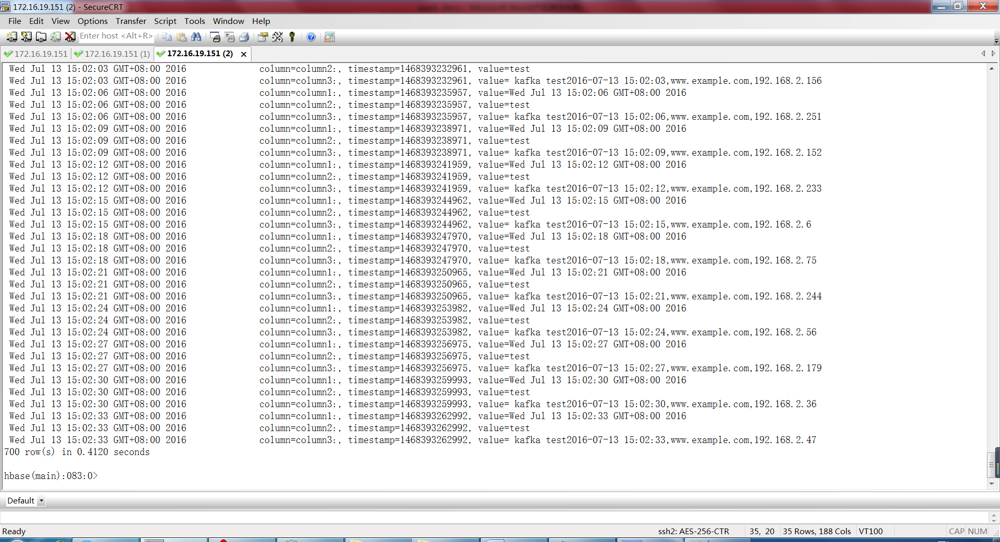 172.16.19.151 (2) - SecureCRT
File Edit View Options Transfer Script Tools Window Help
Enter host <Alt+R>
172.16.19.151 172.16.19.151 (1) 172.16.19.151 (2)
Wed Jul 13 15:02:03 GMT+08:00 2016 column=column2:, timestamp=1468393232961, value=test
Wed Jul 13 15:02:03 GMT+08:00 2016 column=column3:, timestamp=1468393232961, value= kafka test2016-07-13 15:02:03,www.example.com,192.168.2.156
Wed Jul 13 15:02:06 GMT+08:00 2016 column=column1:, timestamp=1468393235957, value=Wed Jul 13 15:02:06 GMT+08:00 2016
Wed Jul 13 15:02:06 GMT+08:00 2016 column=column2:, timestamp=1468393235957, value=test
Wed Jul 13 15:02:06 GMT+08:00 2016 column=column3:, timestamp=1468393235957, value= kafka test2016-07-13 15:02:06,www.example.com,192.168.2.251
Wed Jul 13 15:02:09 GMT+08:00 2016 column=column1:, timestamp=1468393238971, value=Wed Jul 13 15:02:09 GMT+08:00 2016
Wed Jul 13 15:02:09 GMT+08:00 2016 column=column2:, timestamp=1468393238971, value=test
Wed Jul 13 15:02:09 GMT+08:00 2016 column=column3:, timestamp=1468393238971, value= kafka test2016-07-13 15:02:09,www.example.com,192.168.2.152
Wed Jul 13 15:02:12 GMT+08:00 2016 column=column1:, timestamp=1468393241959, value=Wed Jul 13 15:02:12 GMT+08:00 2016
Wed Jul 13 15:02:12 GMT+08:00 2016 column=column2:, timestamp=1468393241959, value=test
Wed Jul 13 15:02:12 GMT+08:00 2016 column=column3:, timestamp=1468393241959, value= kafka test2016-07-13 15:02:12,www.example.com,192.168.2.233
Wed Jul 13 15:02:15 GMT+08:00 2016 column=column1:, timestamp=1468393244962, value=Wed Jul 13 15:02:15 GMT+08:00 2016
Wed Jul 13 15:02:15 GMT+08:00 2016 column=column2:, timestamp=1468393244962, value=test
Wed Jul 13 15:02:15 GMT+08:00 2016 column=column3:, timestamp=1468393244962, value= kafka test2016-07-13 15:02:15,www.example.com,192.168.2.6
Wed Jul 13 15:02:18 GMT+08:00 2016 column=column1:, timestamp=1468393247970, value=Wed Jul 13 15:02:18 GMT+08:00 2016
Wed Jul 13 15:02:18 GMT+08:00 2016 column=column2:, timestamp=1468393247970, value=test
Wed Jul 13 15:02:18 GMT+08:00 2016 column=column3:, timestamp=1468393247970, value= kafka test2016-07-13 15:02:18,www.example.com,192.168.2.75
Wed Jul 13 15:02:21 GMT+08:00 2016 column=column1:, timestamp=1468393250965, value=Wed Jul 13 15:02:21 GMT+08:00 2016
Wed Jul 13 15:02:21 GMT+08:00 2016 column=column2:, timestamp=1468393250965, value=test
Wed Jul 13 15:02:21 GMT+08:00 2016 column=column3:, timestamp=1468393250965, value= kafka test2016-07-13 15:02:21,www.example.com,192.168.2.244
Wed Jul 13 15:02:24 GMT+08:00 2016 column=column1:, timestamp=1468393253982, value=Wed Jul 13 15:02:24 GMT+08:00 2016
Wed Jul 13 15:02:24 GMT+08:00 2016 column=column2:, timestamp=1468393253982, value=test
Wed Jul 13 15:02:24 GMT+08:00 2016 column=column3:, timestamp=1468393253982, value= kafka test2016-07-13 15:02:24,www.example.com,192.168.2.56
Wed Jul 13 15:02:27 GMT+08:00 2016 column=column1:, timestamp=1468393256975, value=Wed Jul 13 15:02:27 GMT+08:00 2016
Wed Jul 13 15:02:27 GMT+08:00 2016 column=column2:, timestamp=1468393256975, value=test
Wed Jul 13 15:02:27 GMT+08:00 2016 column=column3:, timestamp=1468393256975, value= kafka test2016-07-13 15:02:27,www.example.com,192.168.2.179
Wed Jul 13 15:02:30 GMT+08:00 2016 column=column1:, timestamp=1468393259993, value=Wed Jul 13 15:02:30 GMT+08:00 2016
Wed Jul 13 15:02:30 GMT+08:00 2016 column=column2:, timestamp=1468393259993, value=test
Wed Jul 13 15:02:30 GMT+08:00 2016 column=column3:, timestamp=1468393259993, value= kafka test2016-07-13 15:02:30,www.example.com,192.168.2.36
Wed Jul 13 15:02:33 GMT+08:00 2016 column=column1:, timestamp=1468393262992, value=Wed Jul 13 15:02:33 GMT+08:00 2016
Wed Jul 13 15:02:33 GMT+08:00 2016 column=column2:, timestamp=1468393262992, value=test
Wed Jul 13 15:02:33 GMT+08:00 2016 column=column3:, timestamp=1468393262992, value= kafka test2016-07-13 15:02:33,www.example.com,192.168.2.47
700 row(s) in 0.4120 seconds
hbase(main):083:0>
Default
Ready ssh2: AES-256-CTR 35, 20 35 Rows, 188 Cols VT100 CAP NUM